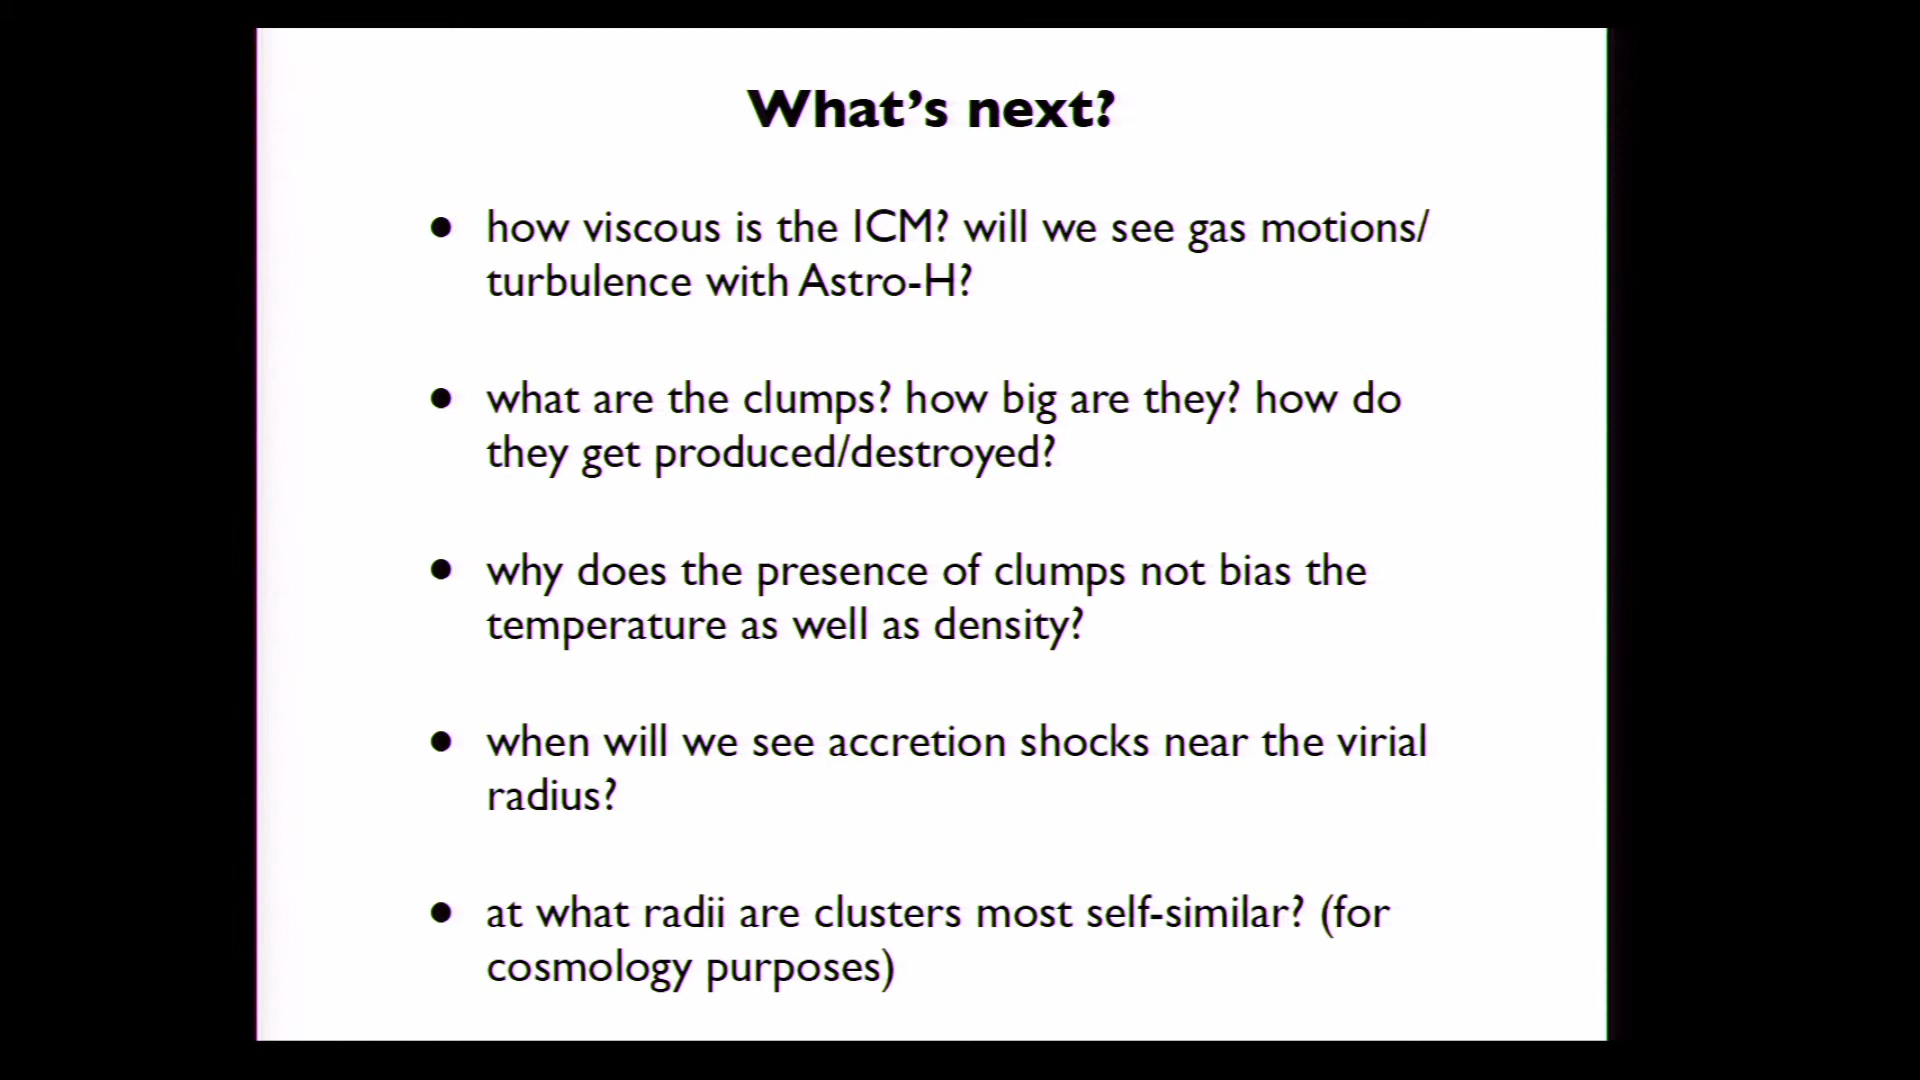 What's next?
• how viscous is the ICM? will we see gas motions/
turbulence with Astro-H?
• what are the clumps? how big are they? how do
they get produced/destroyed?
• why does the presence of clumps not bias the
temperature as well as density?
• when will we see accretion shocks near the virial
radius?
• at what radii are clusters most self-similar? (for
cosmology purposes)